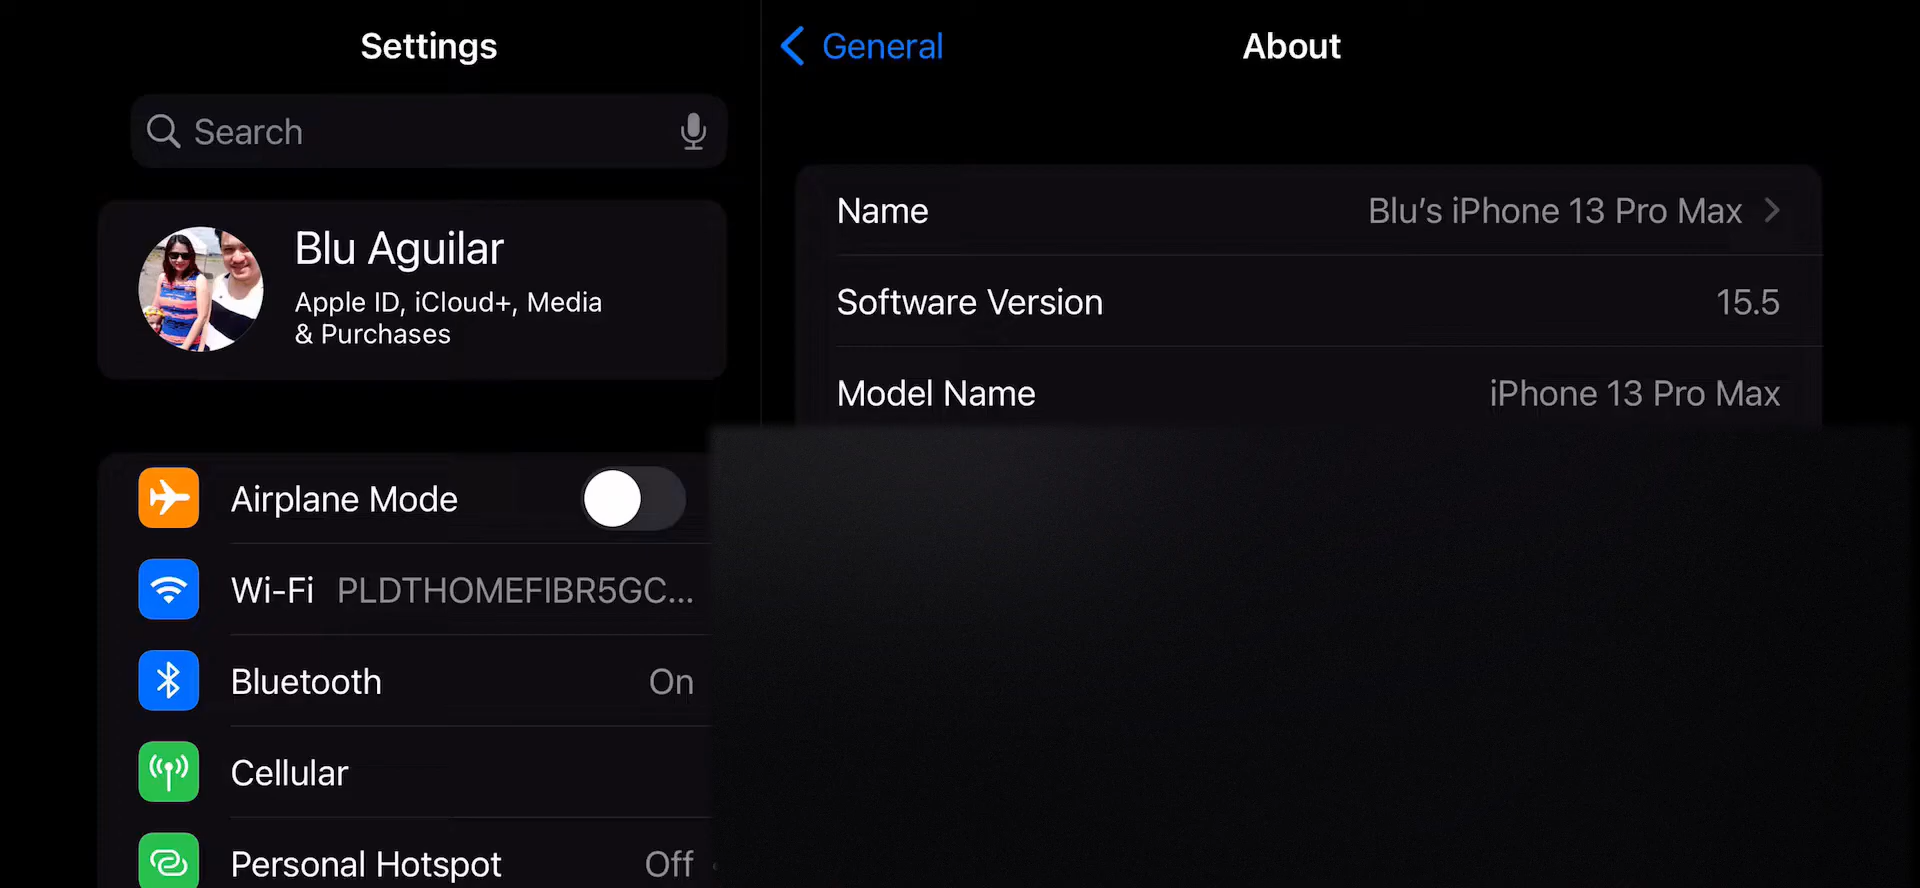 Settings
Search
Blu Aguilar
Apple ID, iCloud+, Media
& Purchases
Airplane Mode
Wi-Fi PLDTHOMEFIBR5GC...
Bluetooth On
Cellular
Personal Hotspot Off
General
About
Name Blu’s iPhone 13 Pro Max
Software Version 15.5
Model Name iPhone 13 Pro Max